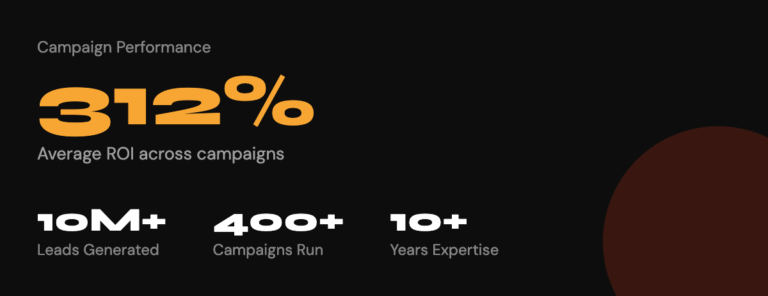 Campaign Performance
312%
Average ROI across campaigns
10M+ 400+ 10+
Leads Generated Campaigns Run Years Expertise